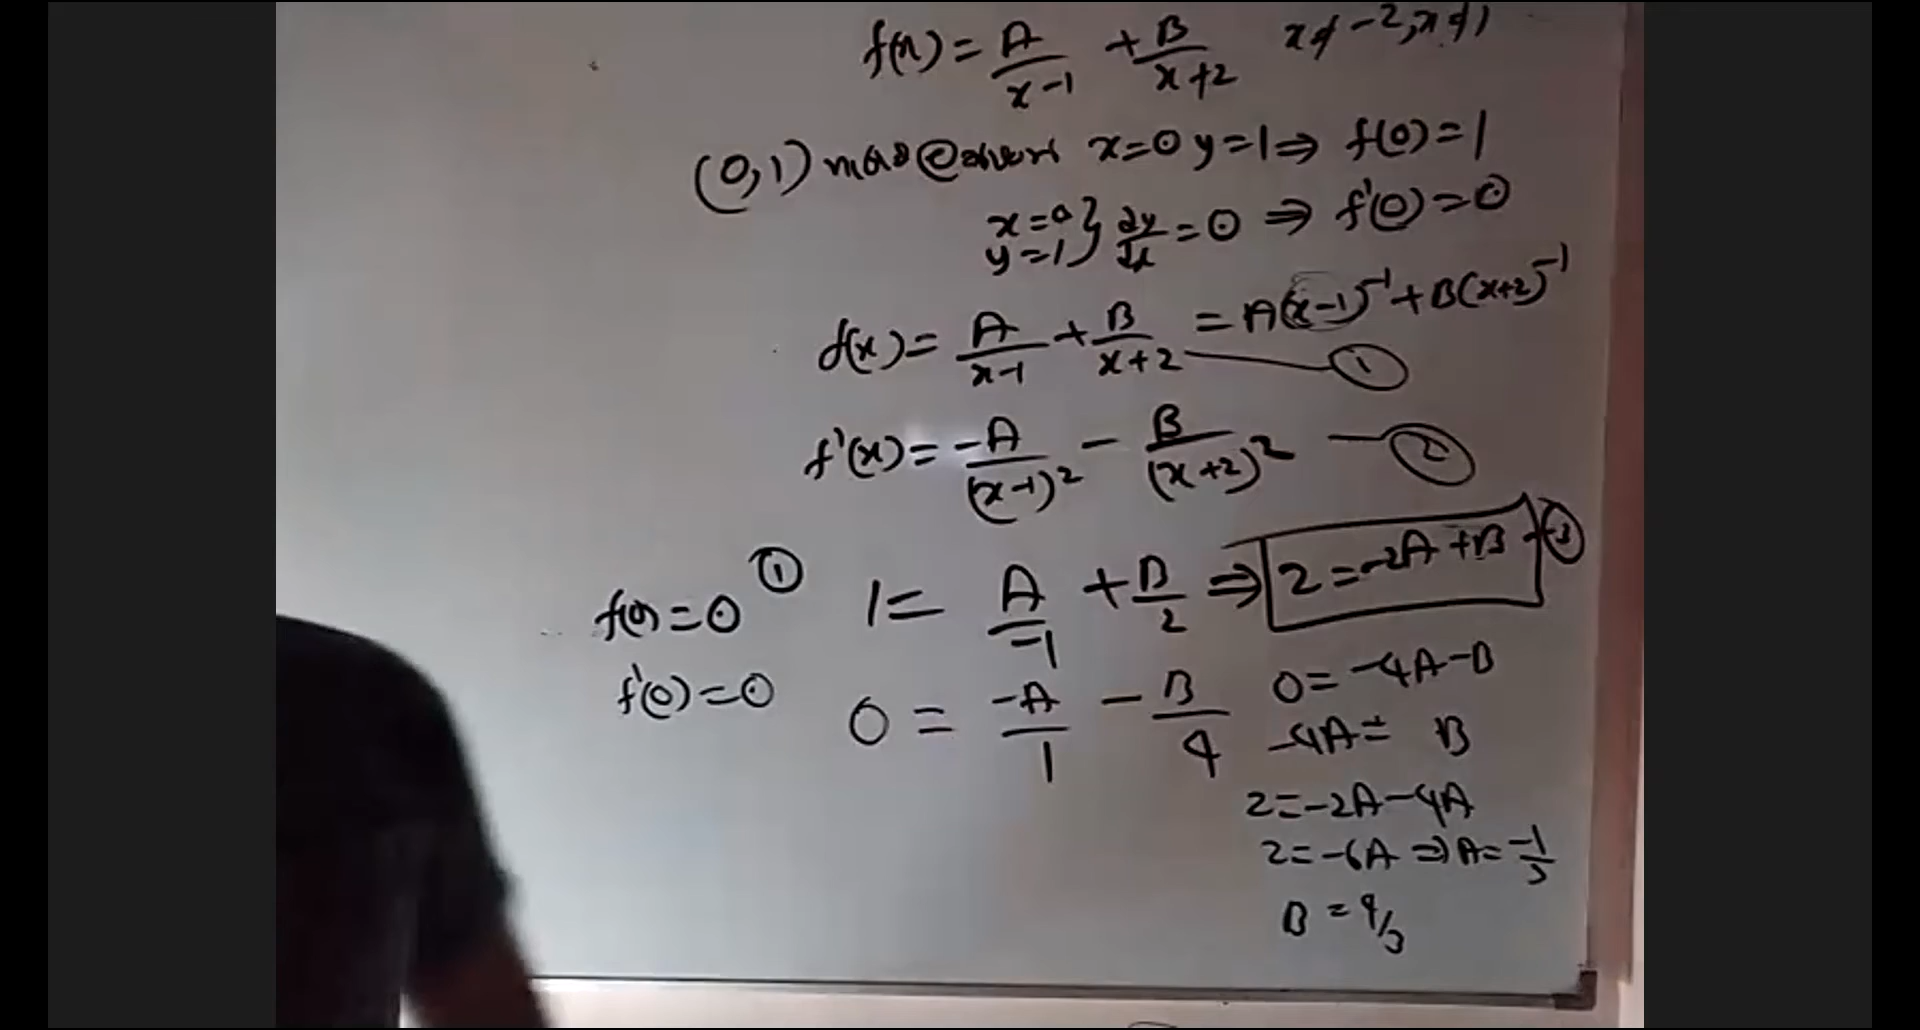 f(x) = A/(x-1) + B/(x+2) x≠-2, x≠1
(0,1) x=0 y=1 ⇒ f(0)=1
x=0 y=1 } dy/dx = 0 ⇒ f'(0)=0
f(x) = A/(x-1) + B/(x+2) = A(x-1)^-1 + B(x+2)^-1 — ①
f'(x) = -A/(x-1)^2 - B/(x+2)^2 — ②
f(0)=0 ① 1 = A/-1 + B/2 ⇒ 2 = -2A + B — ③
f'(0)=0 0 = -A/1 - B/4 0 = -4A - B
-4A = B
2 = -2A - 4A
2 = -6A ⇒ A = -1/3
B = 4/3